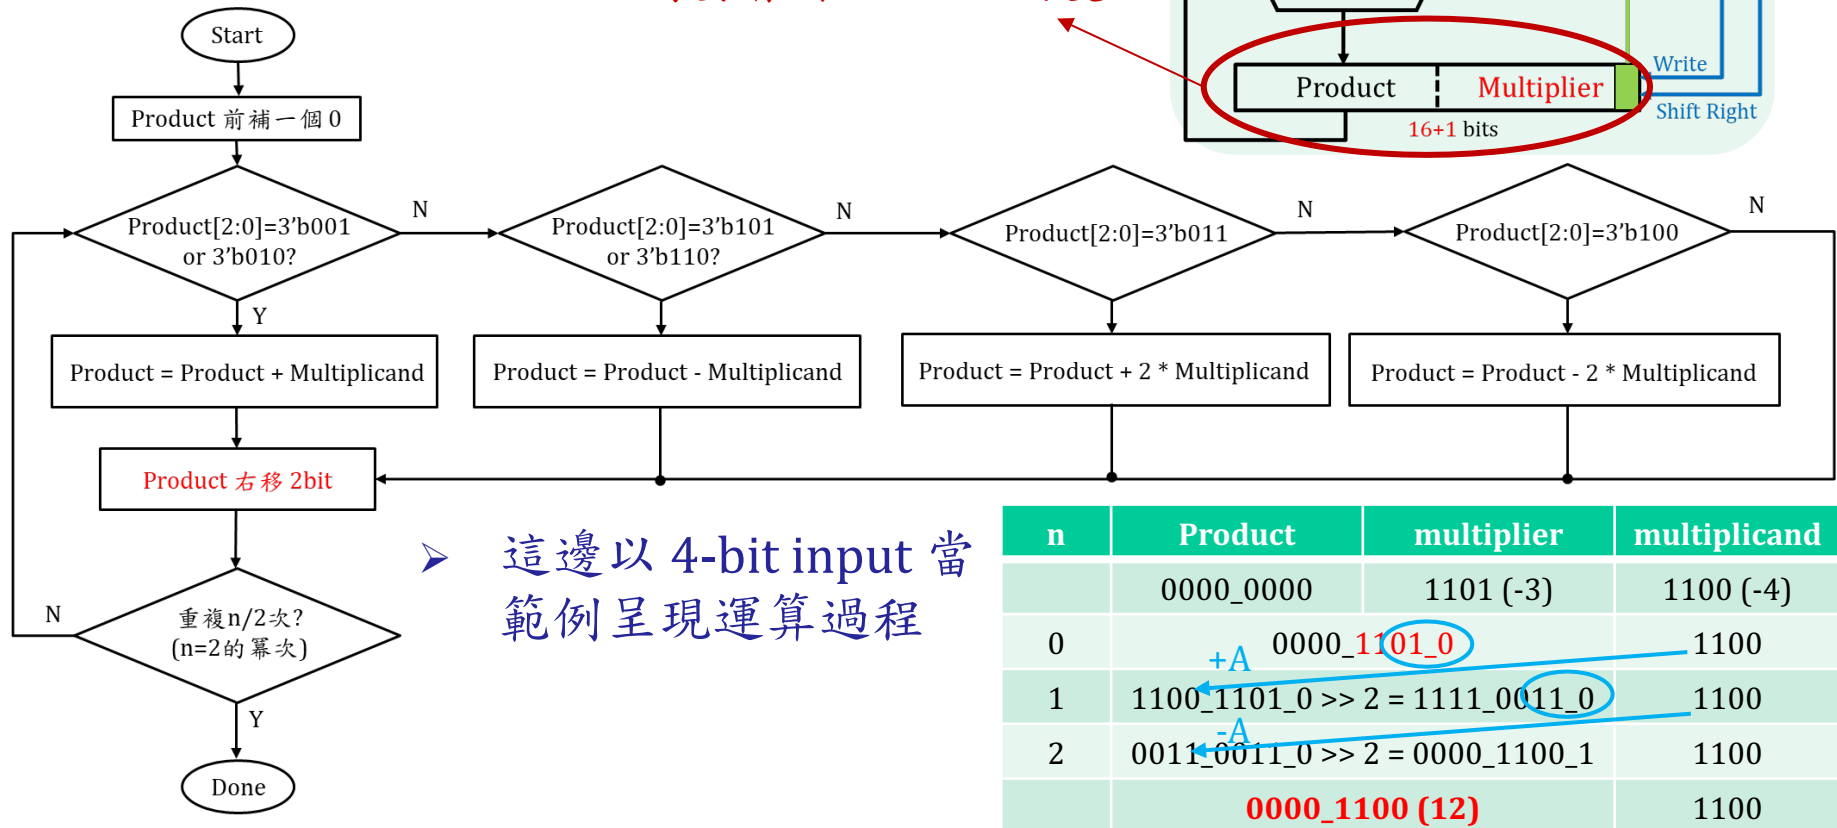 Start
Product 前補一個 0
Product
Multiplier
Write
Shift Right
16+1 bits
Product[2:0]=3’b001
or 3’b010?
N
Product[2:0]=3’b101
or 3’b110?
N
Product[2:0]=3’b011
N
Product[2:0]=3’b100
N
Y
Product = Product + Multiplicand
Product = Product - Multiplicand
Product = Product + 2 * Multiplicand
Product = Product - 2 * Multiplicand
Product 右移 2bit
重複n/2次?
(n=2的冪次)
N
Y
Done
➢ 這邊以 4-bit input 當
範例呈現運算過程
n Product multiplier multiplicand
0000_0000 1101 (-3) 1100 (-4)
0 0000_1101_0 1100
+A
1 1100_1101_0 >> 2 = 1111_0011_0 1100
-A
2 0011_0011_0 >> 2 = 0000_1100_1 1100
0000_1100 (12) 1100